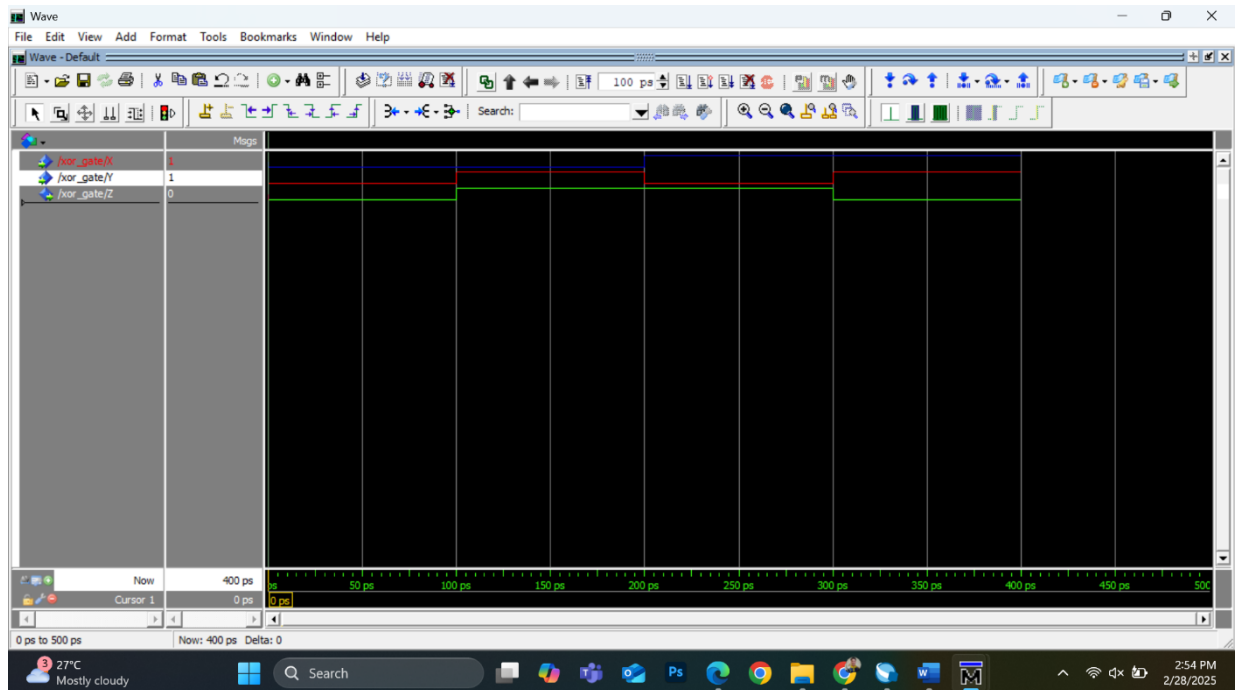 Wave
File Edit View Add Format Tools Bookmarks Window Help
Wave - Default
100 ps
Search:
Msgs
/xor_gate/X 1
/xor_gate/Y 1
/xor_gate/Z 0
Now 400 ps
ps 50 ps 100 ps 150 ps 200 ps 250 ps 300 ps 350 ps 400 ps 450 ps 500
Cursor 1 0 ps 0 ps
0 ps to 500 ps Now: 400 ps Delta: 0
3 27°C Search Ps W M 2:54 PM
Mostly cloudy 2/28/2025